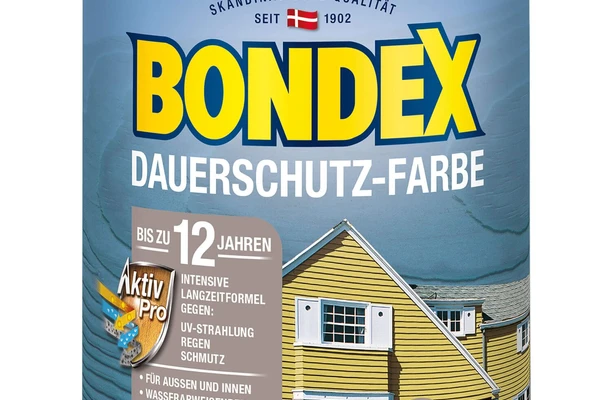 SEIT 1902
BONDEX
DAUERSCHUTZ-FARBE
BIS ZU 12 JAHREN
Aktiv
Pro
INTENSIVE
LANGZEITFORMEL
GEGEN:
UV-STRAHLUNG
REGEN
SCHMUTZ
• FÜR AUSSEN UND INNEN